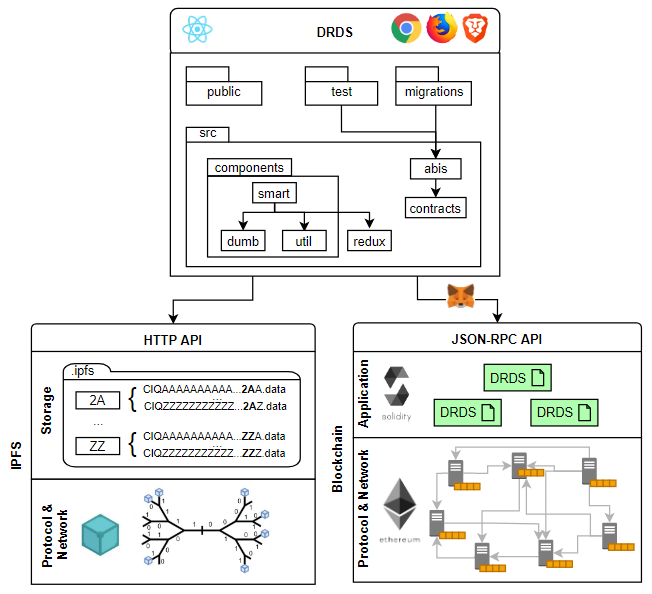 DRDS
public
test
migrations
src
components
smart
dumb
util
redux
abis
contracts
HTTP API
IPFS
Storage
.ipfs
2A
CIQAAAAAAAAAA...2AA.data
...
CIQZZZZZZZZZZZ...2AZ.data
...
ZZ
CIQAAAAAAAAAA...ZZA.data
...
CIQZZZZZZZZZZZ...ZZZ.data
Protocol &
Network
JSON-RPC API
Blockchain
Application
solidity
DRDS
DRDS
DRDS
Protocol & Network
ethereum